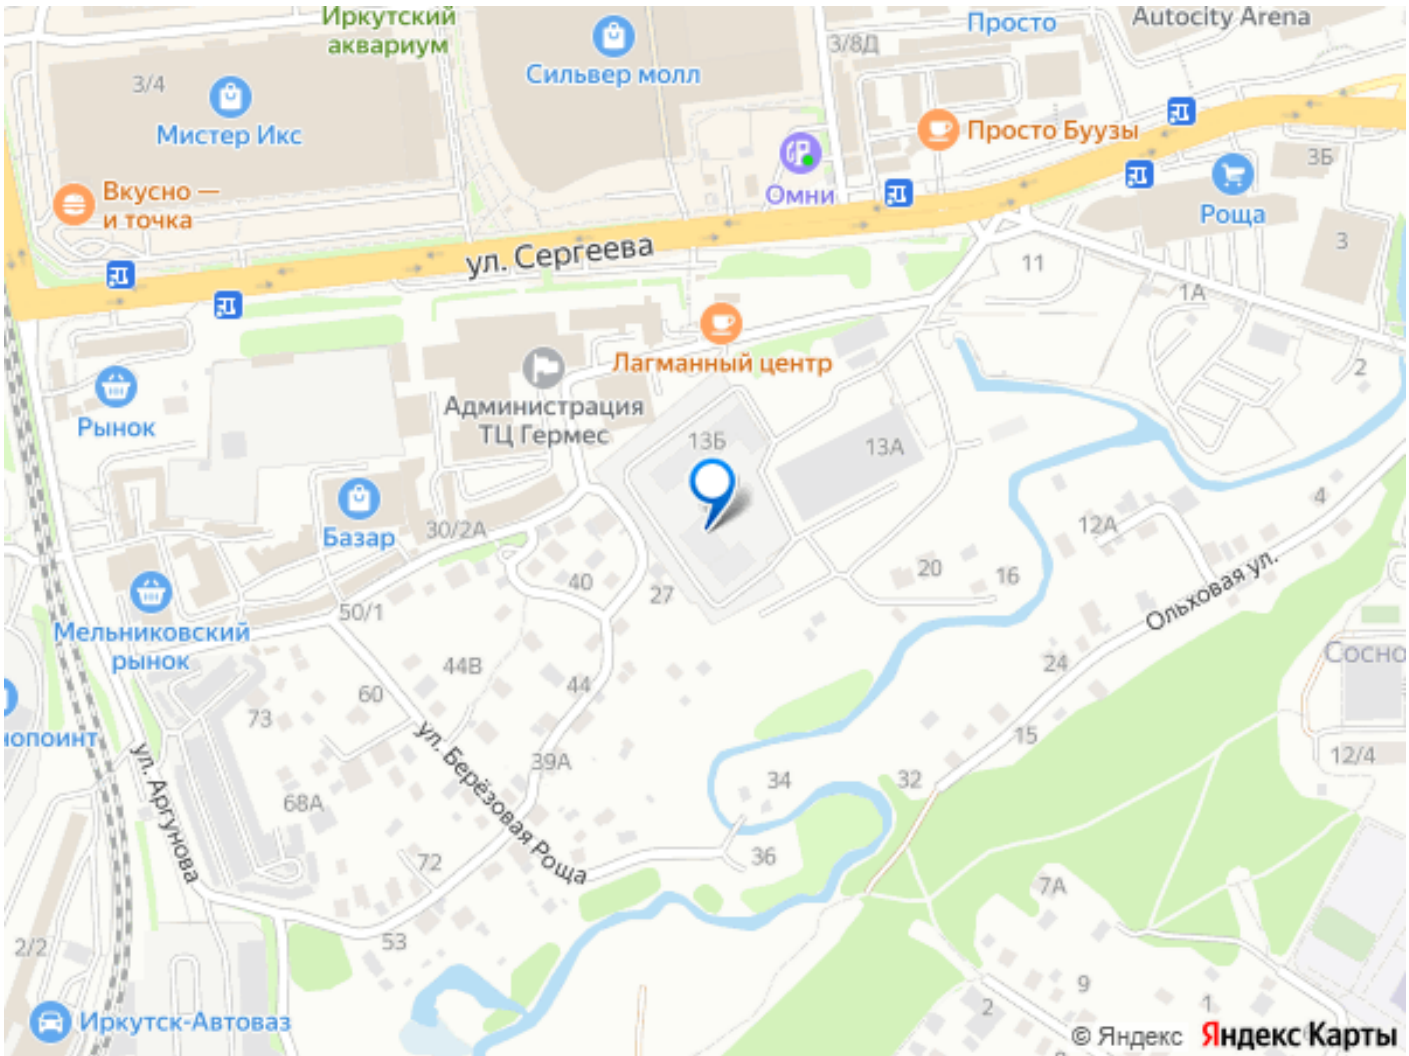 Иркутский
аквариум
Просто
Autocity Arena
3/8Д
Сильвер молл
3/4
Мистер Икс
Просто Буузы
3Б
Омни
Вкусно —
и точка
Роща
3
ул. Сергеева
11
1А
2
Лагманный центр
Администрация
ТЦ Гермес
Рынок
13Б
13А
4
12А
30/2А
Базар
20
16
40
27
50/1
Ольховая ул.
Мельниковский
рынок
44В
24
Сосно
60
44
73
нопоинт
15
12/4
ул. Берёзовая Роща
39А
34
32
ул. Аргунова
68А
72
36
7А
53
2/2
9
2
1
Иркутск-Автоваз
© Яндекс Яндекс Карты